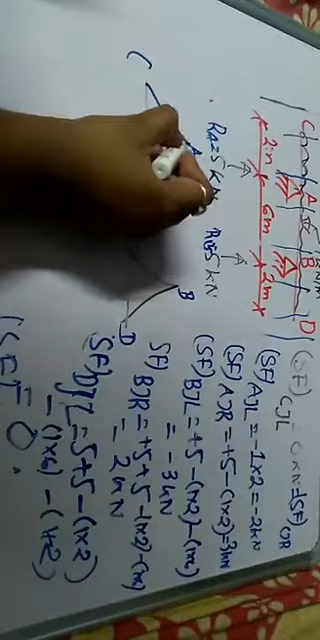 C A B D
2m 6m 2m
RA=5KN RB=5KN
(SF) CJL = 0 KN = (SF) CJR
(SF) AJL = -1×2 = -2KN
(SF) AJR = +5-(1×2) = 3KN
(SF) BJL = +5-(1×2)-(1×6)
= -3KN
SF) BJR = +5+5-(1×2)-(1×6)
= 2KN
SF) DJL = 5+5-(1×2)
-(1×6)-(1×2)
= 0.
C A B D